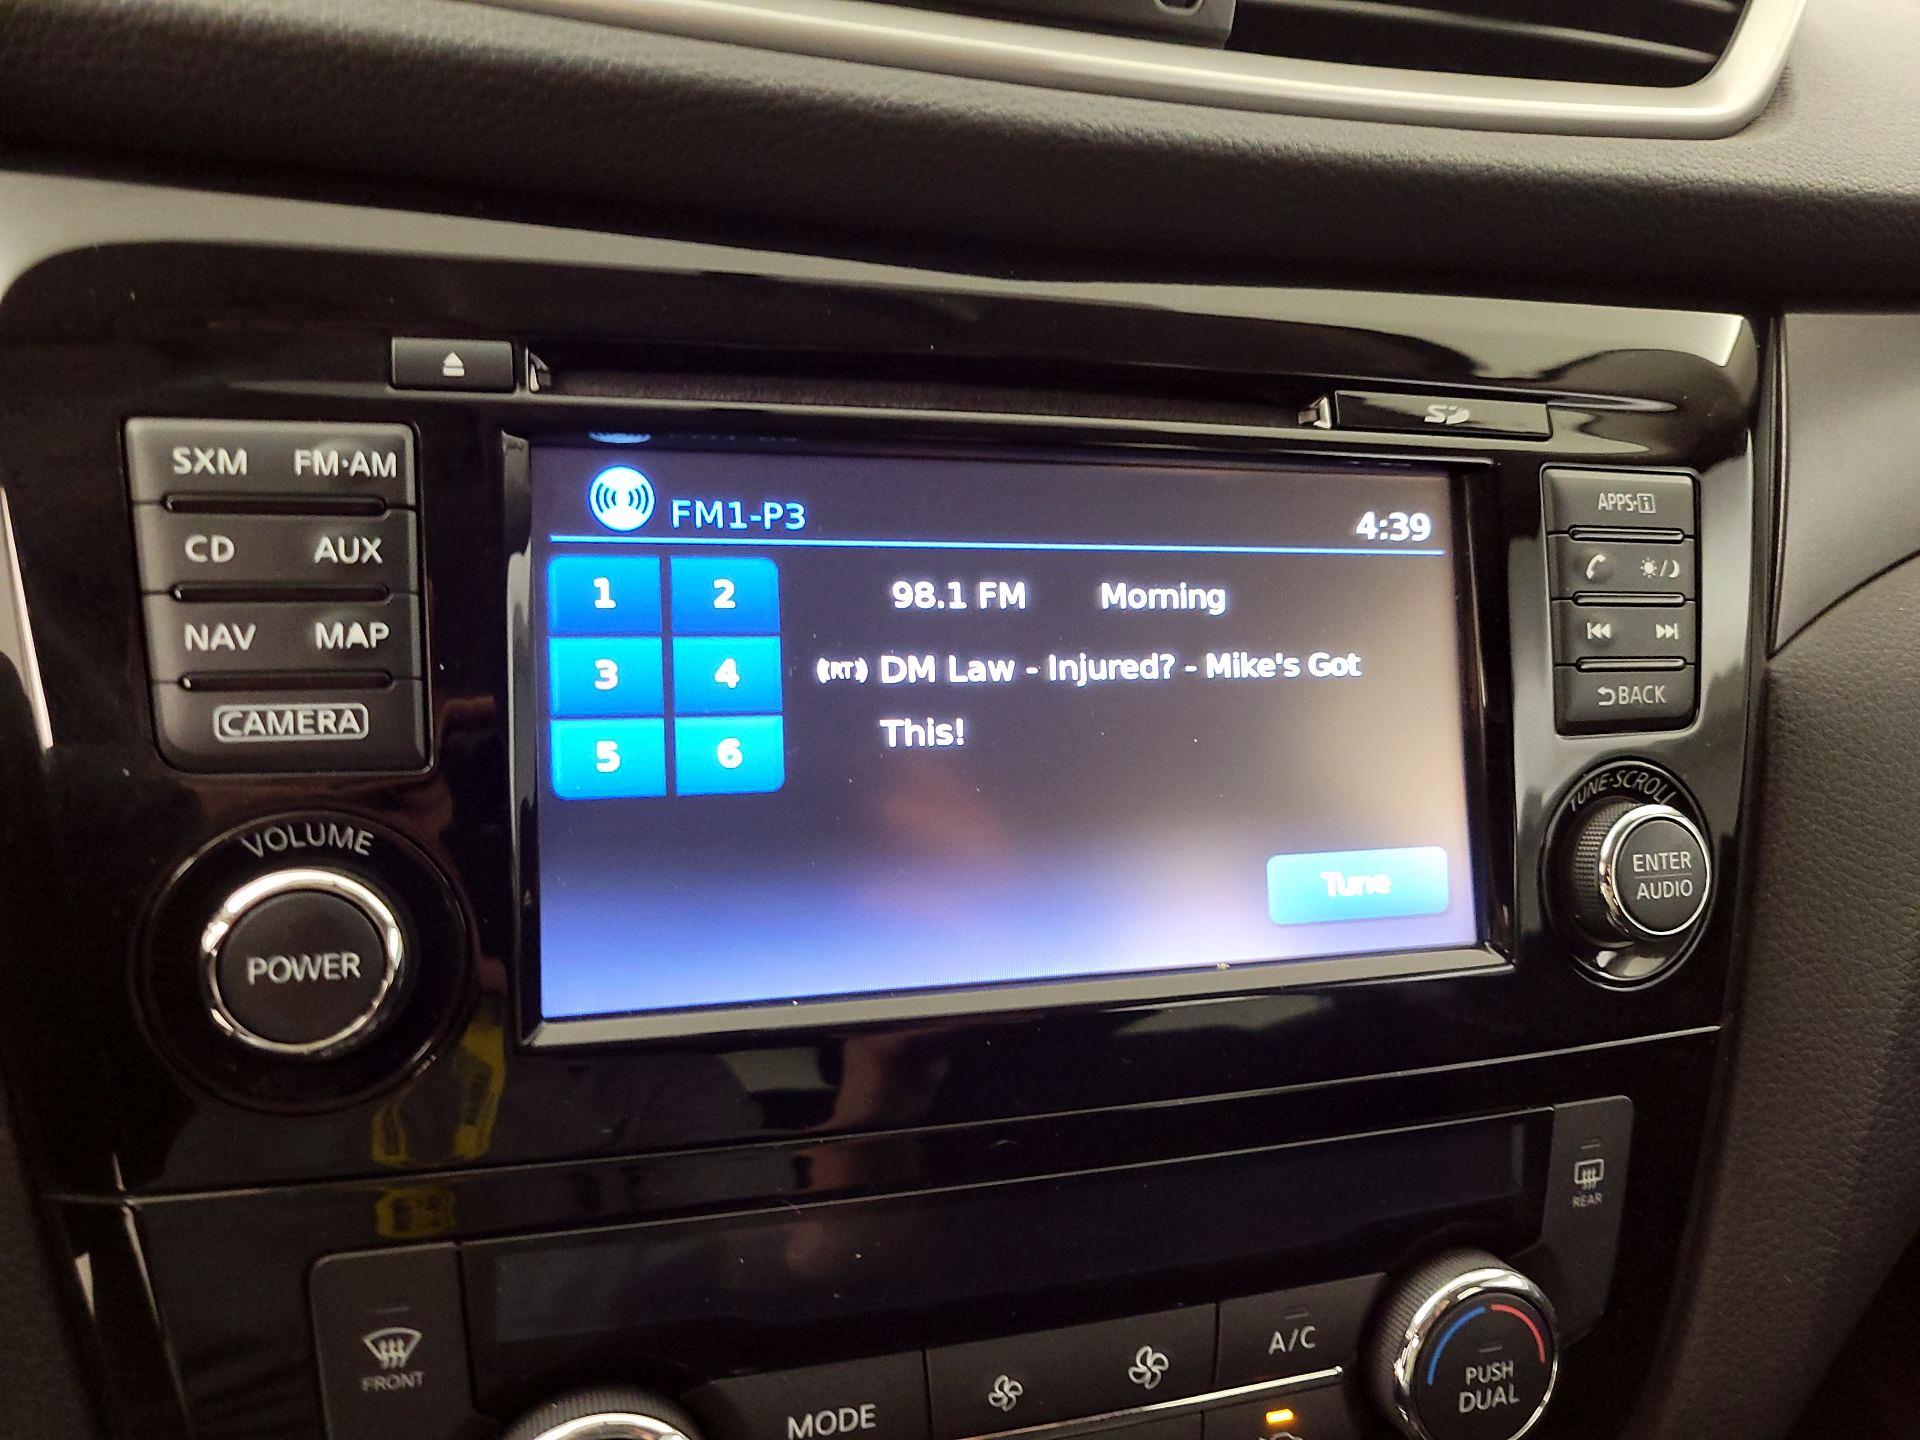 SD
SXM FM·AM
CD AUX
NAV MAP
CAMERA
VOLUME
POWER
FM1-P3
4:39
1 2
3 4
5 6
98.1 FM Morning
(RT) DM Law - Injured? - Mike's Got
This!
Tune
APPS·i
BACK
TUNE·SCROLL
ENTER
AUDIO
REAR
FRONT
MODE
A/C
PUSH
DUAL